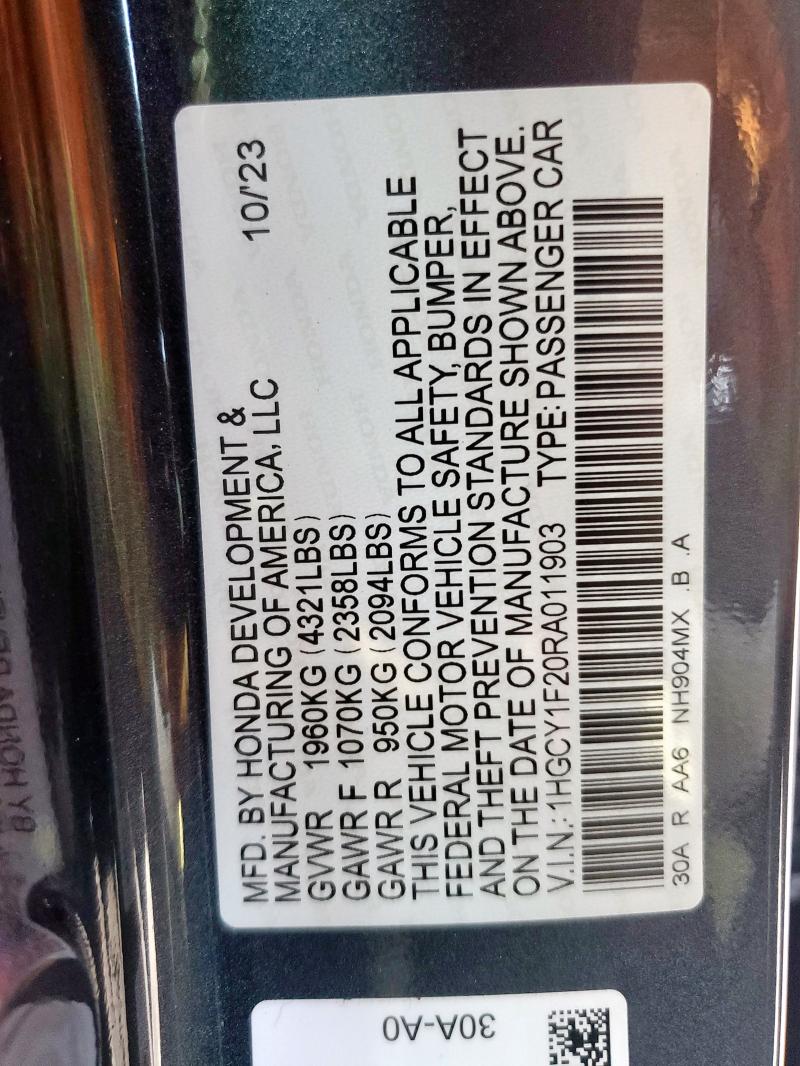 MFD. BY HONDA DEVELOPMENT &
MANUFACTURING OF AMERICA, LLC 10/'23
GVWR 1960KG (4321LBS)
GAWR F 1070KG (2358LBS)
GAWR R 950KG (2094LBS)
THIS VEHICLE CONFORMS TO ALL APPLICABLE
FEDERAL MOTOR VEHICLE SAFETY, BUMPER,
AND THEFT PREVENTION STANDARDS IN EFFECT
ON THE DATE OF MANUFACTURE SHOWN ABOVE.
V.I.N.: 1HGCY1F20RA011903 TYPE: PASSENGER CAR
30A R AA6 NH904MX .B .A
30A-A0